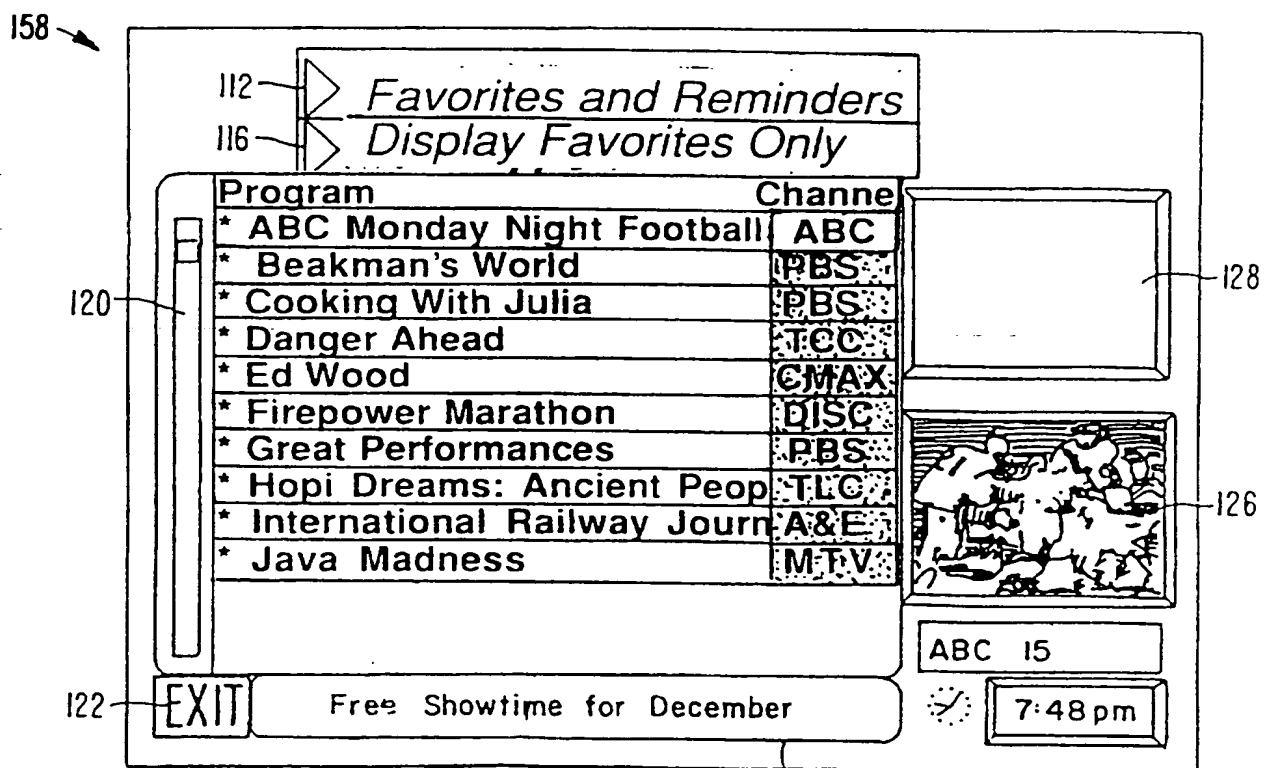 158
112
Favorites and Reminders
116
Display Favorites Only
Program Channel
* ABC Monday Night Football ABC
* Beakman's World PBS
* Cooking With Julia PBS
* Danger Ahead TCC
* Ed Wood CMAX
* Firepower Marathon DISC
* Great Performances PBS
* Hopi Dreams: Ancient Peop TLC
* International Railway Journ A&E
* Java Madness MTV
120
128
126
ABC 15
122
EXIT
Free Showtime for December
7:48pm